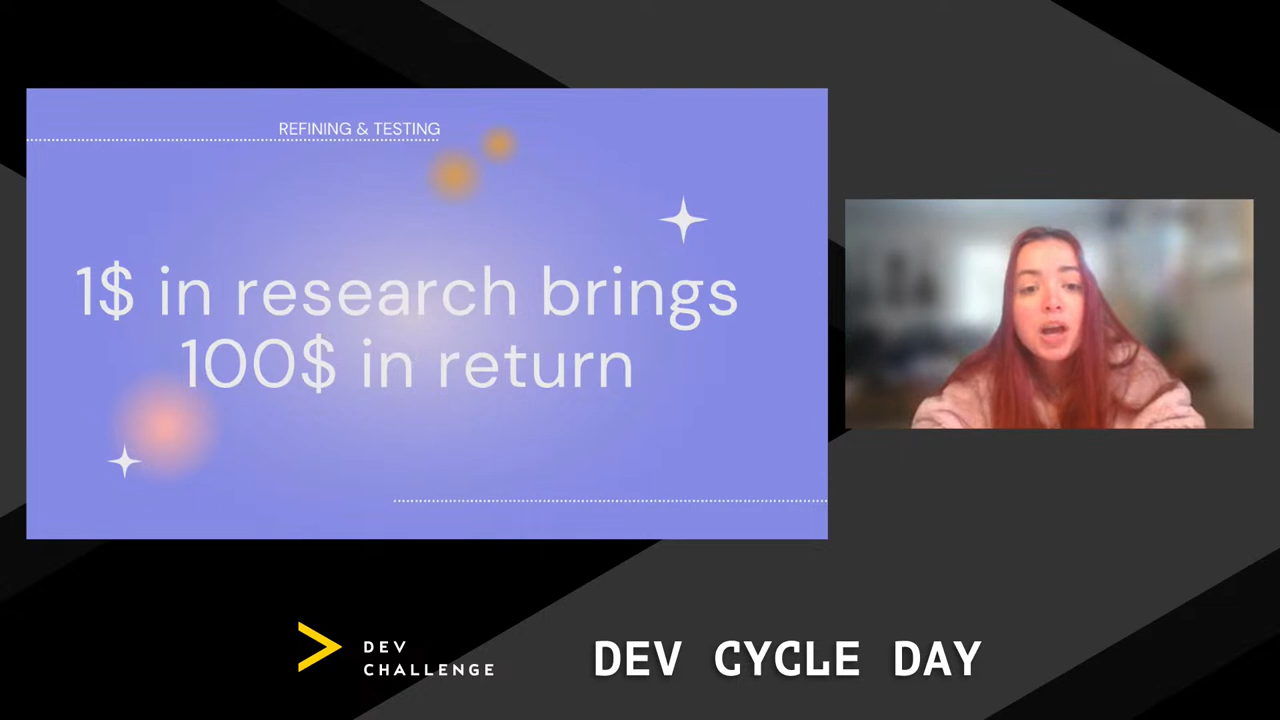 REFINING & TESTING
1$ in research brings
100$ in return
DEV
CHALLENGE
DEV CYCLE DAY